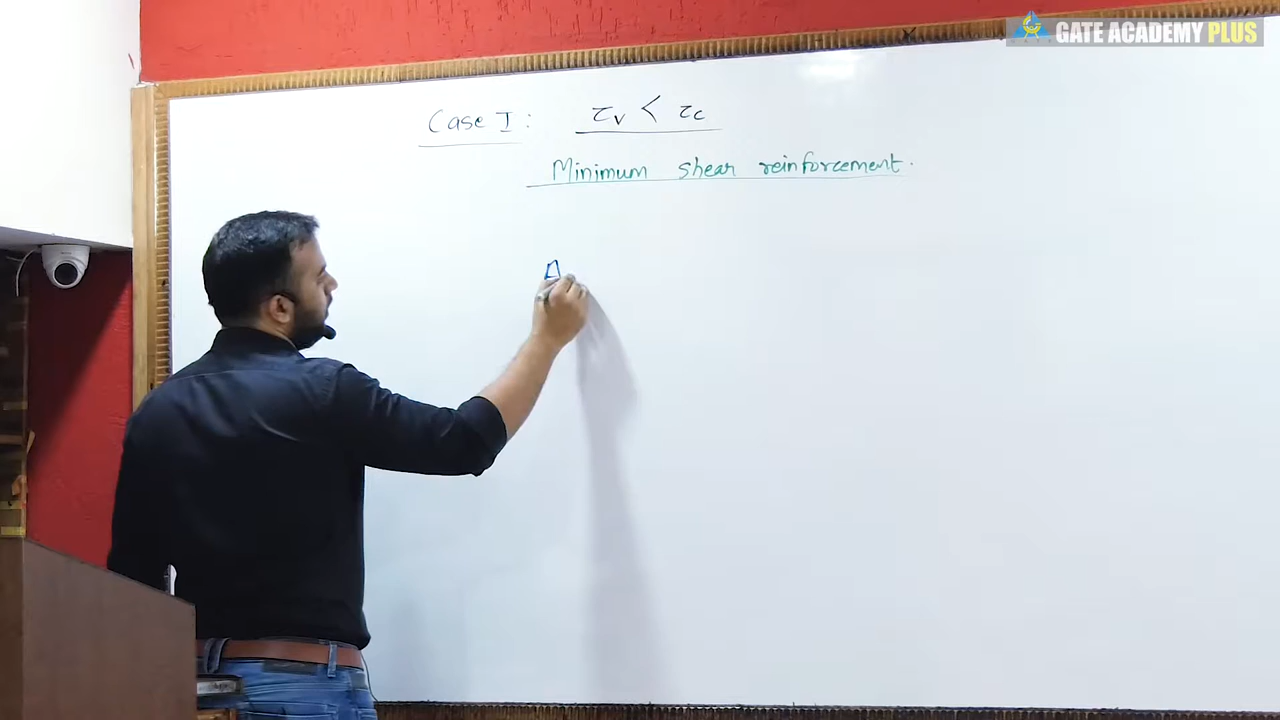 GATE ACADEMY PLUS
Case I : τv < τc
Minimum shear reinforcement.
A